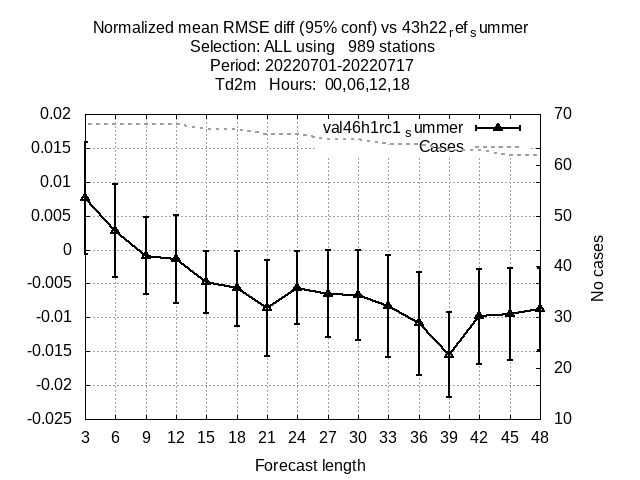 Normalized mean RMSE diff (95% conf) vs 43h22refsummer
Selection: ALL using   989 stations
Period: 20220701-20220717
Td2m   Hours:  00,06,12,18
val46h1rc1summer
Cases
0.02
0.015
0.01
0.005
0
-0.005
-0.01
-0.015
-0.02
-0.025
70
60
50
40
30
20
10
No cases
3 6 9 12 15 18 21 24 27 30 33 36 39 42 45 48
Forecast length